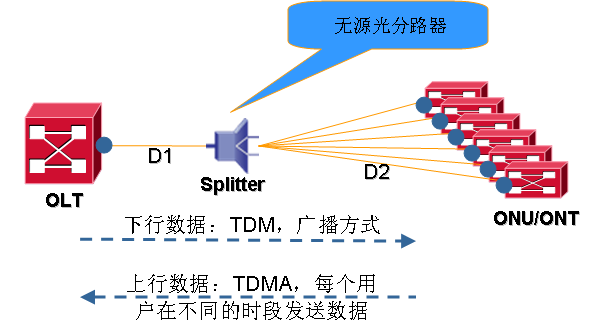 无源光分路器
D1
D2
Splitter
OLT
ONU/ONT
下行数据：TDM，广播方式
上行数据：TDMA，每个用
户在不同的时段发送数据